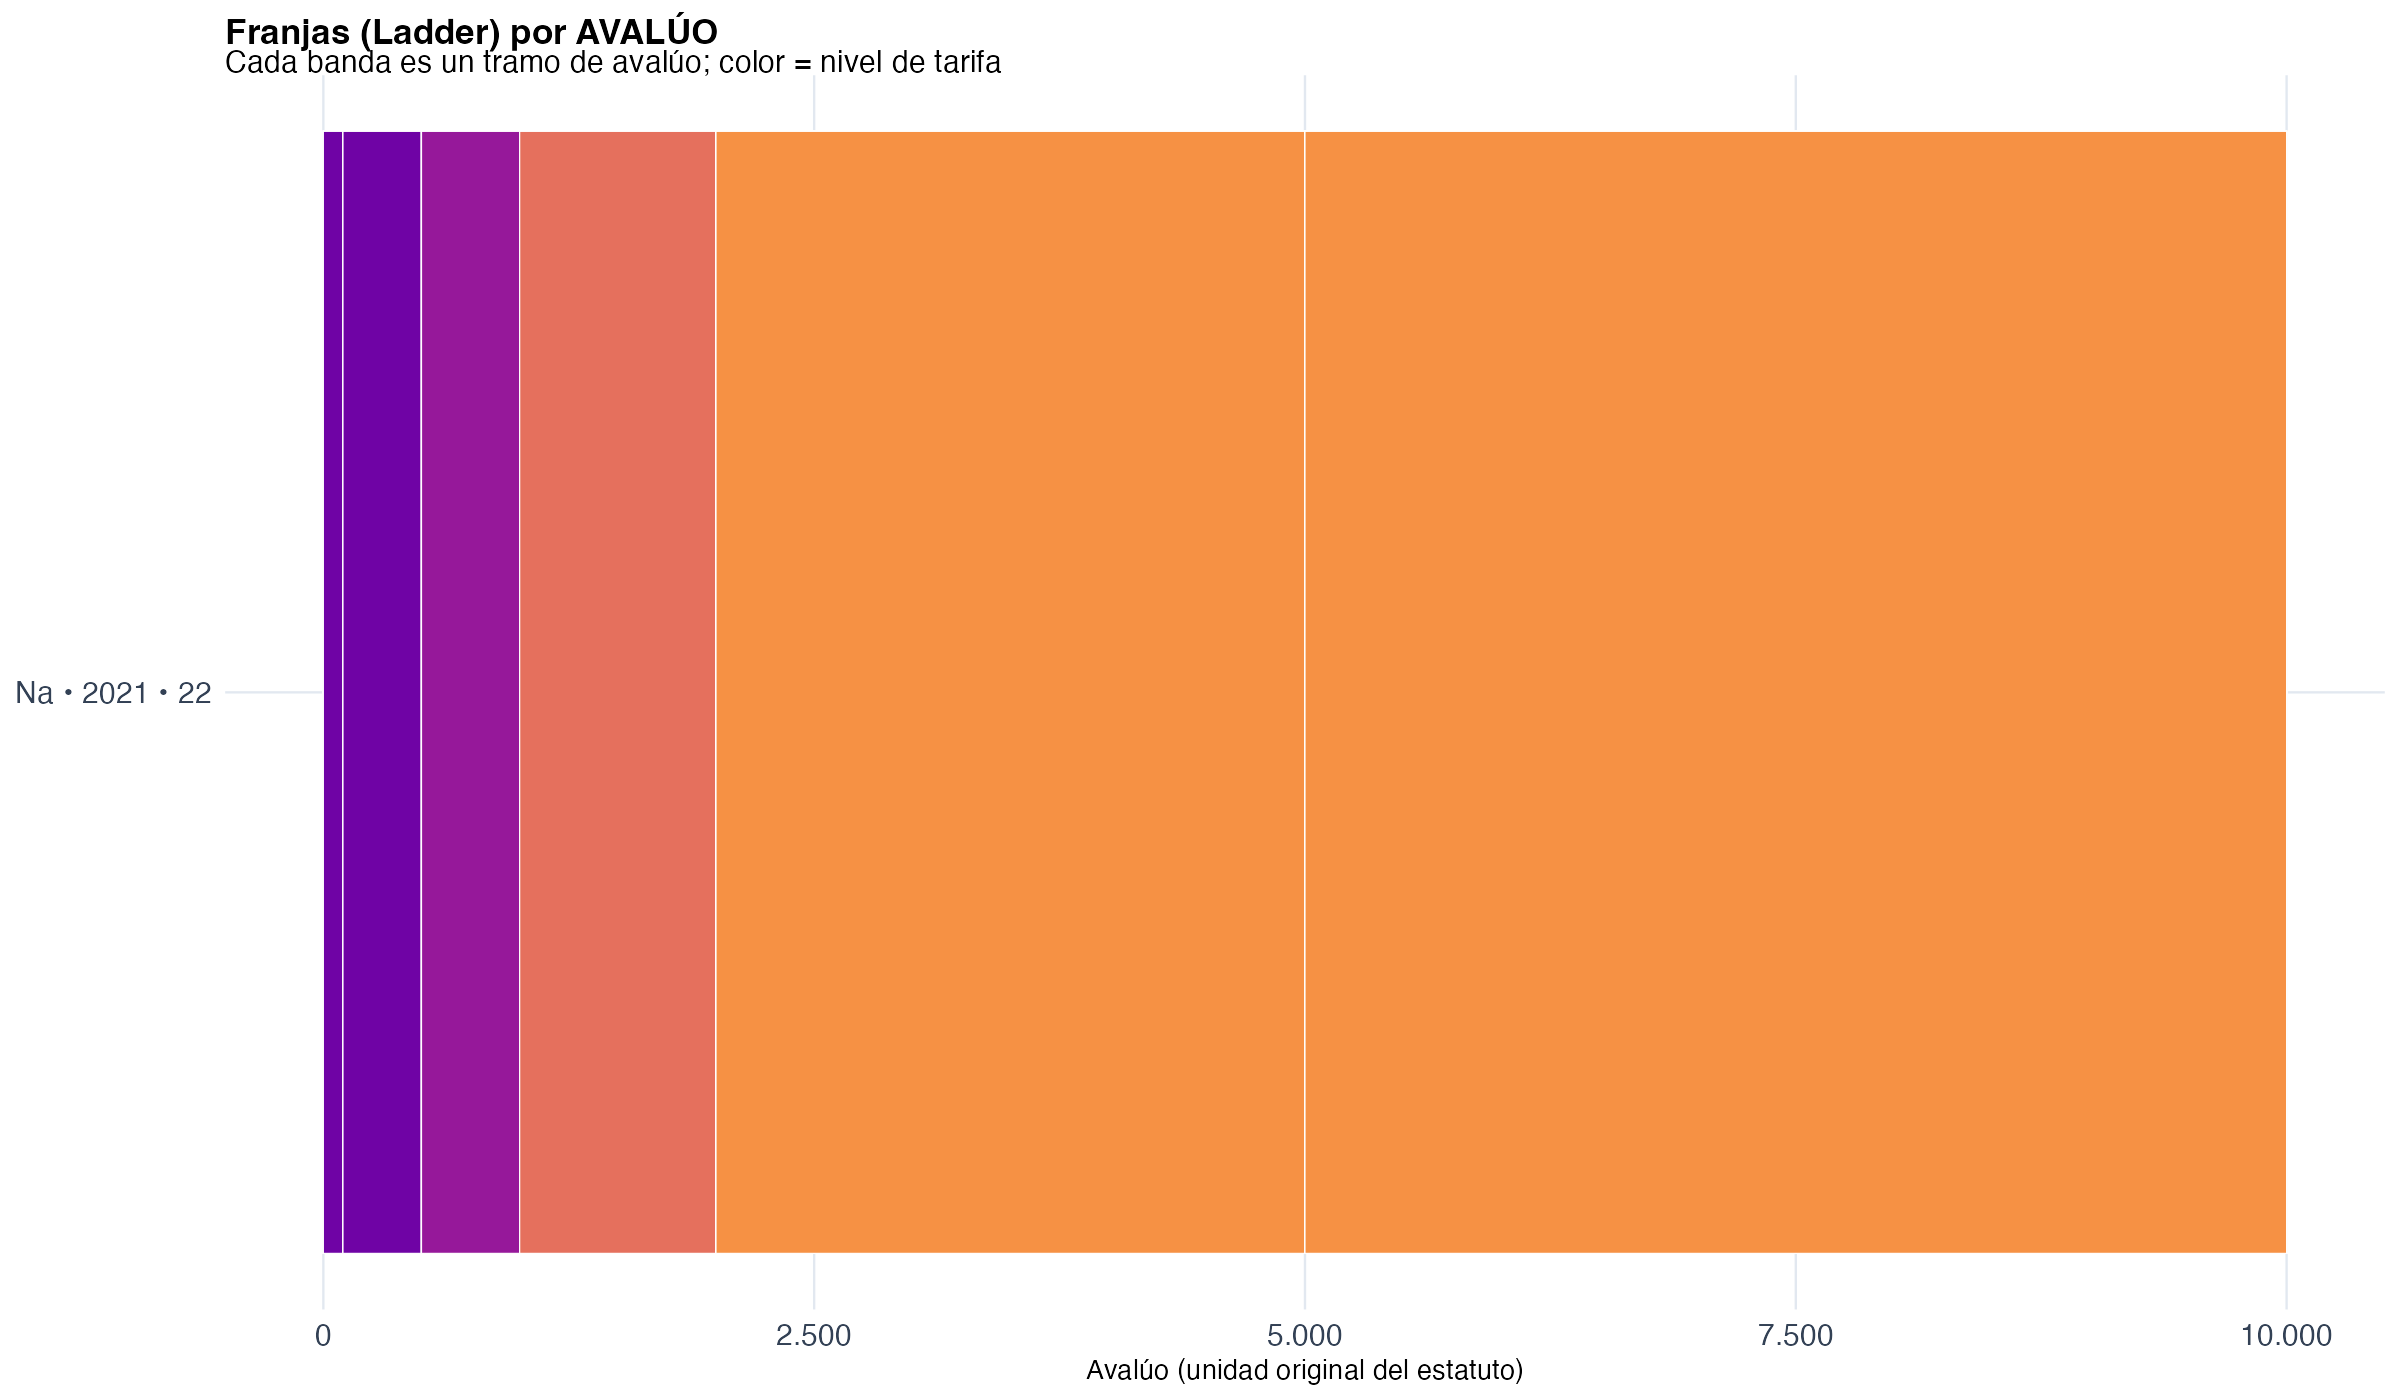 Franjas (Ladder) por AVALÚO
Cada banda es un tramo de avalúo; color = nivel de tarifa
Na • 2021 • 22
0 2.500 5.000 7.500 10.000
Avalúo (unidad original del estatuto)